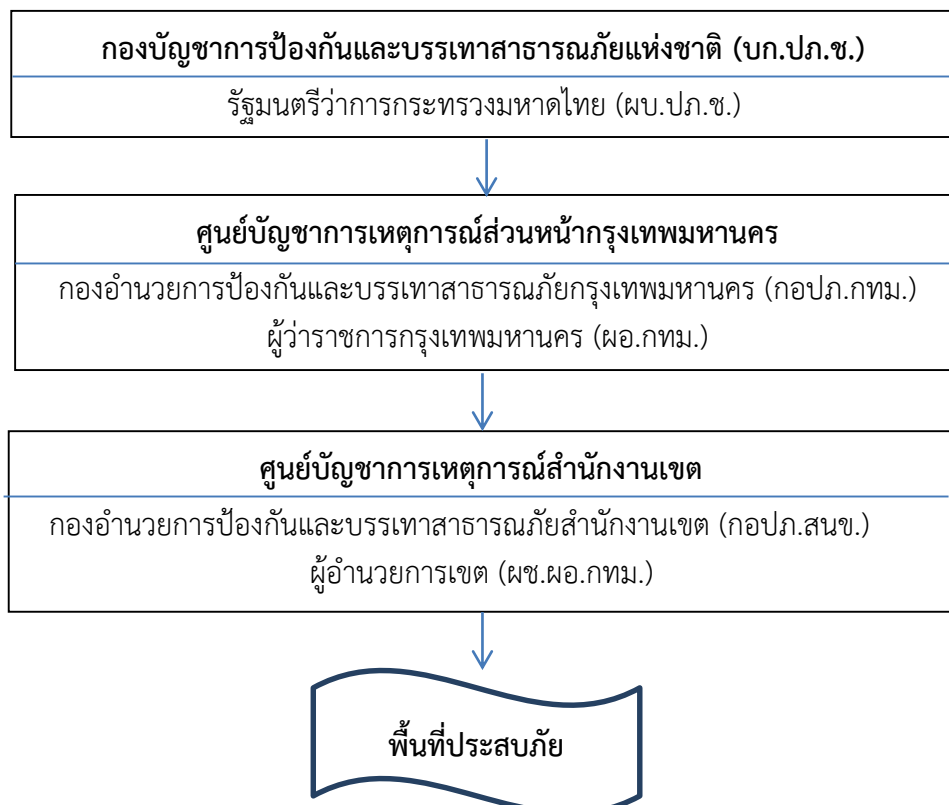 กองบัญชาการป้องกันและบรรเทาสาธารณภัยแห่งชาติ (บก.ปภ.ช.)
รัฐมนตรีว่าการกระทรวงมหาดไทย (ผบ.ปภ.ช.)
ศูนย์บัญชาการเหตุการณ์ส่วนหน้ากรุงเทพมหานคร
กองอำนวยการป้องกันและบรรเทาสาธารณภัยกรุงเทพมหานคร (กอปภ.กทม.)
ผู้ว่าราชการกรุงเทพมหานคร (ผอ.กทม.)
ศูนย์บัญชาการเหตุการณ์สำนักงานเขต
กองอำนวยการป้องกันและบรรเทาสาธารณภัยสำนักงานเขต (กอปภ.สนข.)
ผู้อำนวยการเขต (ผช.ผอ.กทม.)
พื้นที่ประสบภัย